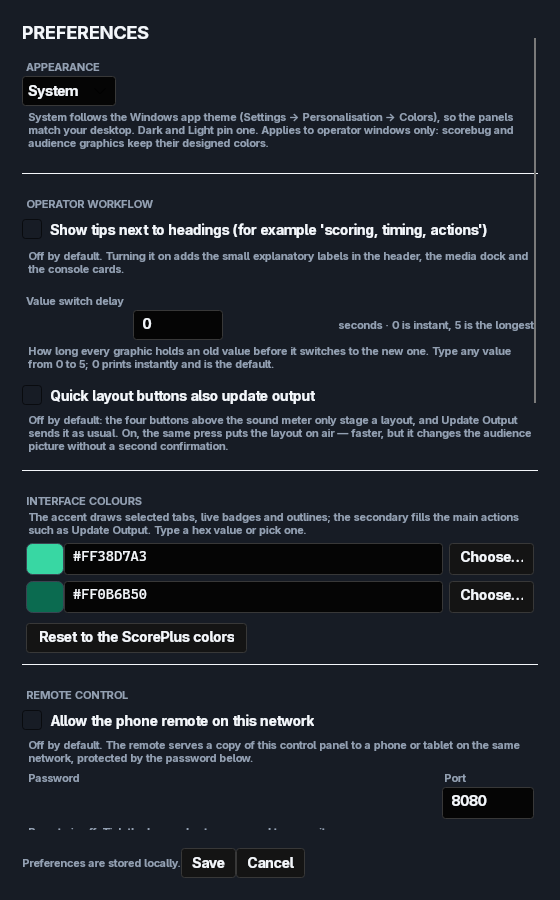 PREFERENCES
APPEARANCE
System
System follows the Windows app theme (Settings → Personalisation → Colors), so the panels
match your desktop. Dark and Light pin one. Applies to operator windows only: scorebug and
audience graphics keep their designed colors.
OPERATOR WORKFLOW
Show tips next to headings (for example 'scoring, timing, actions')
Off by default. Turning it on adds the small explanatory labels in the header, the media dock and
the console cards.
Value switch delay
0
seconds · 0 is instant, 5 is the longest
How long every graphic holds an old value before it switches to the new one. Type any value
from 0 to 5; 0 prints instantly and is the default.
Quick layout buttons also update output
Off by default: the four buttons above the sound meter only stage a layout, and Update Output
sends it as usual. On, the same press puts the layout on air — faster, but it changes the audience
picture without a second confirmation.
INTERFACE COLOURS
The accent draws selected tabs, live badges and outlines; the secondary fills the main actions
such as Update Output. Type a hex value or pick one.
#FF38D7A3
Choose...
#FF0B6B50
Choose...
Reset to the ScorePlus colors
REMOTE CONTROL
Allow the phone remote on this network
Off by default. The remote serves a copy of this control panel to a phone or tablet on the same
network, protected by the password below.
Password
Port
8080
Preferences are stored locally.
Save
Cancel